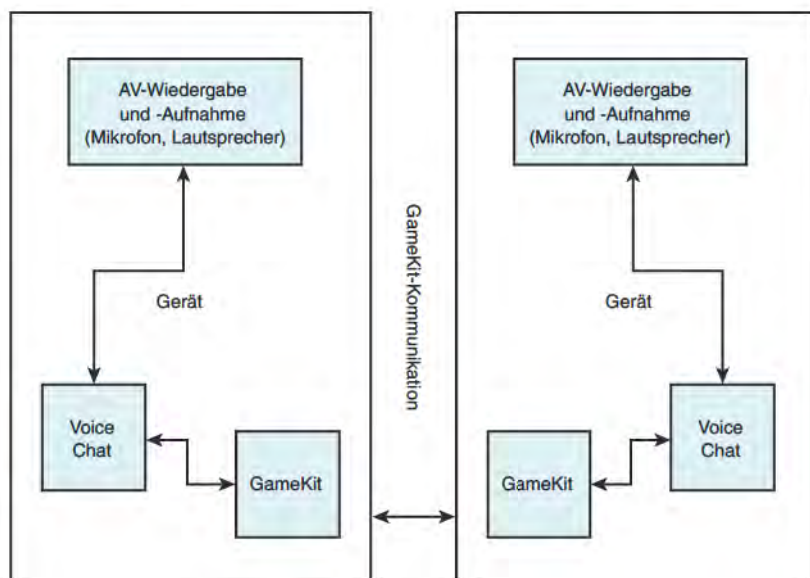 AV-Wiedergabe
und -Aufnahme
(Mikrofon, Lautsprecher)
Gerät
Voice
Chat
GameKit
GameKit-Kommunikation
AV-Wiedergabe
und -Aufnahme
(Mikrofon, Lautsprecher)
Gerät
Voice
Chat
GameKit